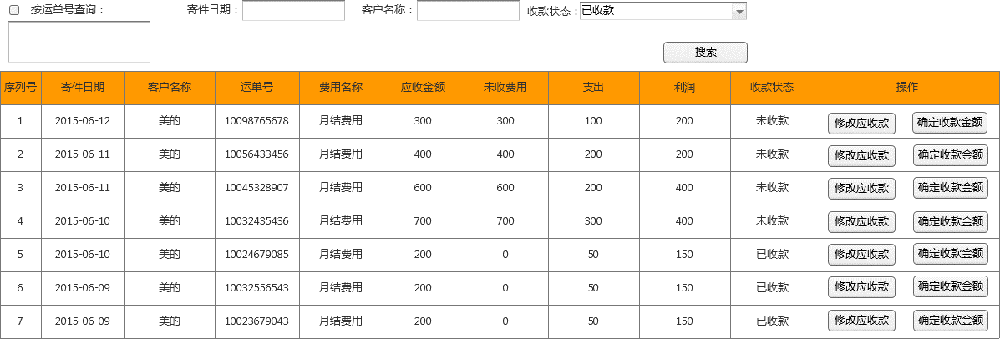 按运单号查询： 寄件日期： 客户名称： 收款状态： 已收款
搜索
序列号 寄件日期 客户名称 运单号 费用名称 应收金额 未收费用 支出 利润 收款状态 操作
1 2015-06-12 美的 10098765678 月结费用 300 300 100 200 未收款 修改应收款 确定收款金额
2 2015-06-11 美的 10056433456 月结费用 400 400 200 200 未收款 修改应收款 确定收款金额
3 2015-06-11 美的 10045328907 月结费用 600 600 200 400 未收款 修改应收款 确定收款金额
4 2015-06-10 美的 10032435436 月结费用 700 700 300 400 未收款 修改应收款 确定收款金额
5 2015-06-10 美的 10024679085 月结费用 200 0 50 150 已收款 修改应收款 确定收款金额
6 2015-06-09 美的 10032556543 月结费用 200 0 50 150 已收款 修改应收款 确定收款金额
7 2015-06-09 美的 10023679043 月结费用 200 0 50 150 已收款 修改应收款 确定收款金额